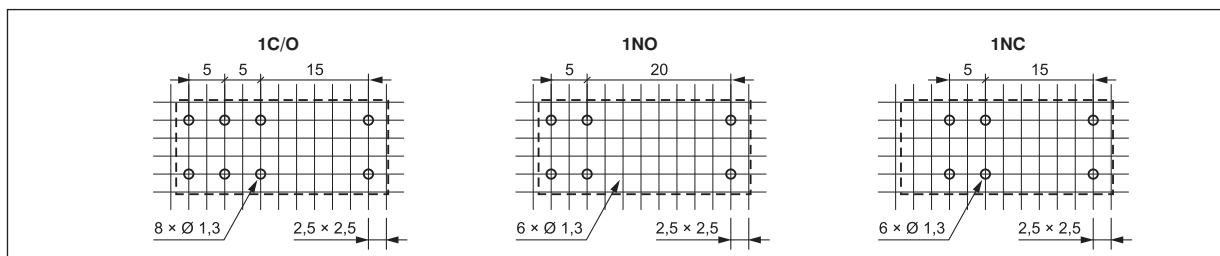 1C/O
5 5 15
8 × Ø 1,3
2,5 × 2,5
1NO
5 20
6 × Ø 1,3
2,5 × 2,5
1NC
5 15
6 × Ø 1,3
2,5 × 2,5